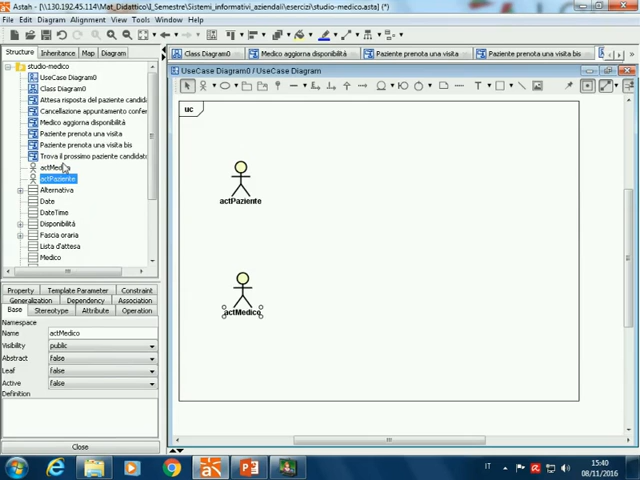 Astah - [\\130.192.45.114\Mat_Didattico\I_Semestre\Sistemi_informativi_aziendali\esercizi\studio-medico.asta] (*)
File Edit Diagram Alignment View Tools Window Help
Structure Inheritance Map Diagram
Class Diagram0 Medico aggiorna disponibilità Paziente prenota una visita Paziente prenota una visita bis
UseCase Diagram0 / UseCase Diagram
studio-medico
UseCase Diagram0
Class Diagram0
Attesa risposta del paziente candida
Cancellazione appuntamento confer
Medico aggiorna disponibilità
Paziente prenota una visita
Paziente prenota una visita bis
Trova il prossimo paziente candidato
actMedico
actPaziente
Alternativa
Date
DateTime
Disponibilità
Fascia oraria
Lista d'attesa
Medico
uc
actPaziente
actMedico
Property Template Parameter Constraint
Generalization Dependency Association
Base Stereotype Attribute Operation
Namespace
Name actMedico
Visibility public
Abstract false
Leaf false
Active false
Definition
Close
IT 15:40
08/11/2016